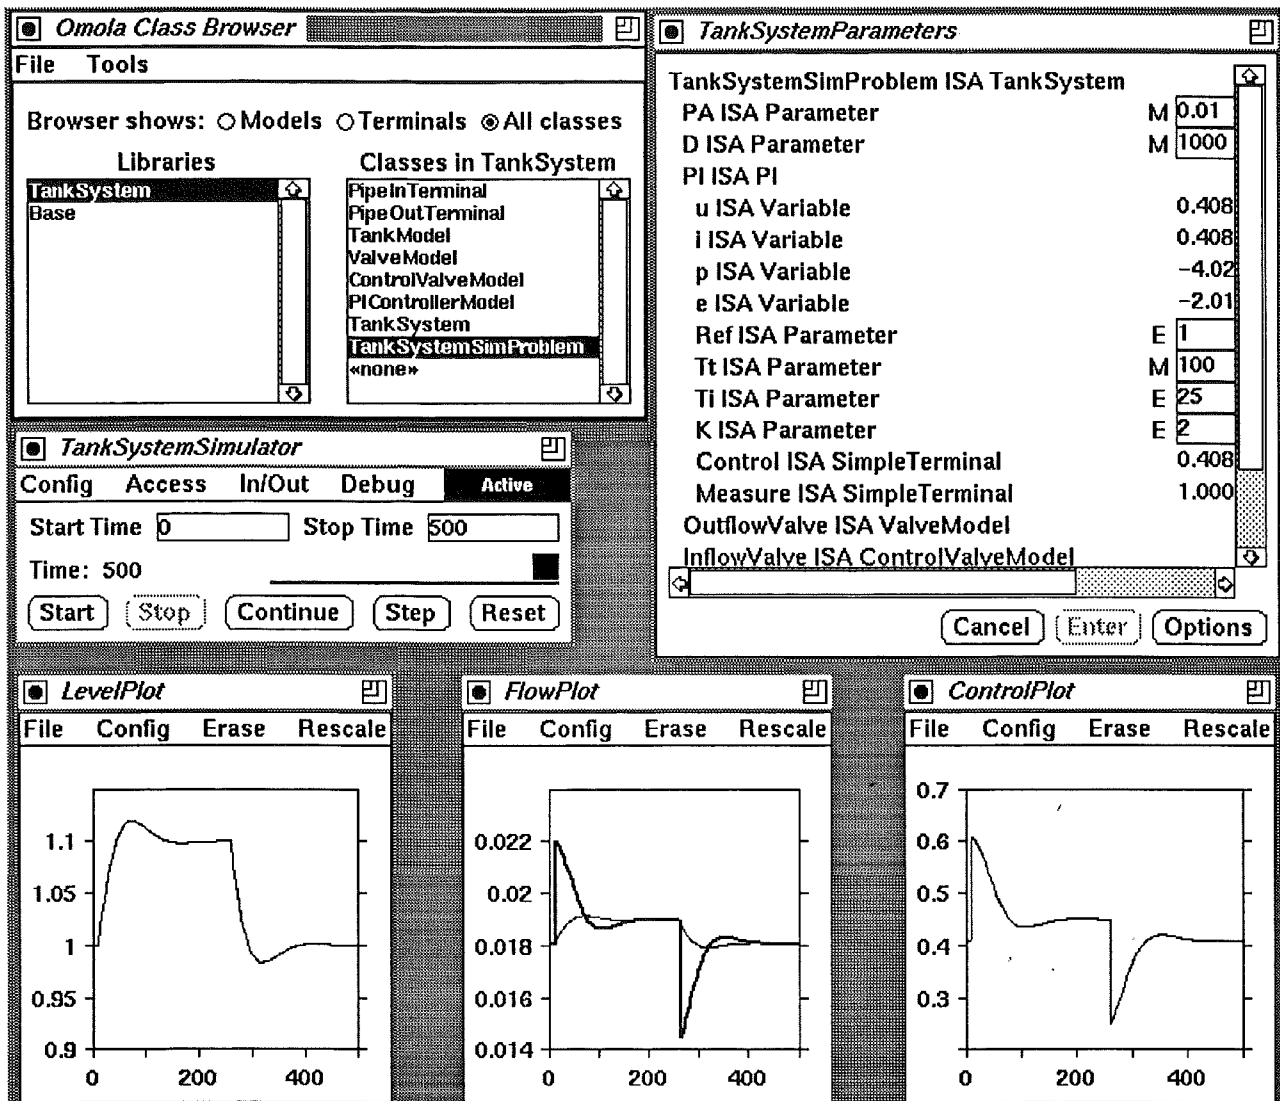 Omola Class Browser
File Tools
Browser shows: Models Terminals All classes
Libraries
TankSystem
Base
Classes in TankSystem
PipeInTerminal
PipeOutTerminal
TankModel
ValveModel
ControlValveModel
PIControllerModel
TankSystem
TankSystemSimProblem
«none»
TankSystemParameters
TankSystemSimProblem ISA TankSystem
PA ISA Parameter M 0.01
D ISA Parameter M 1000
PI ISA PI
u ISA Variable 0.408
i ISA Variable 0.408
p ISA Variable -4.02
e ISA Variable -2.01
Ref ISA Parameter E 1
Tt ISA Parameter M 100
Ti ISA Parameter E 25
K ISA Parameter E 2
Control ISA SimpleTerminal 0.408
Measure ISA SimpleTerminal 1.000
OutflowValve ISA ValveModel
InflowValve ISA ControlValveModel
Cancel Enter Options
TankSystemSimulator
Config Access In/Out Debug Active
Start Time 0 Stop Time 500
Time: 500
Start Stop Continue Step Reset
LevelPlot
File Config Erase Rescale
1.1
1.05
1
0.95
0.9
0 200 400
FlowPlot
File Config Erase Rescale
0.022
0.02
0.018
0.016
0.014
0 200 400
ControlPlot
File Config Erase Rescale
0.7
0.6
0.5
0.4
0.3
0 200 400